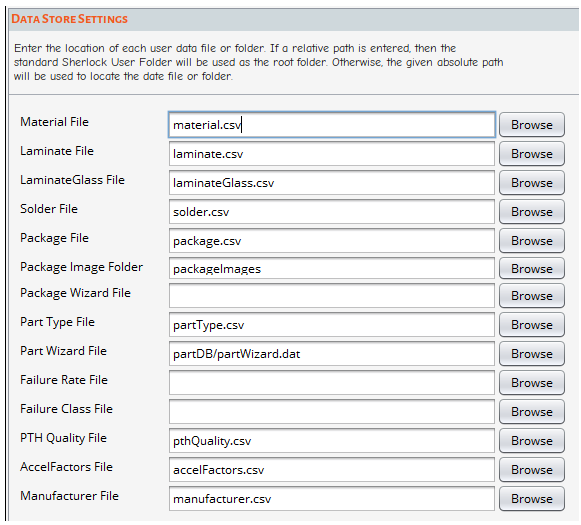 DATA STORE SETTINGS
Enter the location of each user data file or folder. If a relative path is entered, then the
standard Sherlock User Folder will be used as the root folder. Otherwise, the given absolute path
will be used to locate the date file or folder.
Material File material.csv Browse
Laminate File laminate.csv Browse
LaminateGlass File laminateGlass.csv Browse
Solder File solder.csv Browse
Package File package.csv Browse
Package Image Folder packageImages Browse
Package Wizard File Browse
Part Type File partType.csv Browse
Part Wizard File partDB/partWizard.dat Browse
Failure Rate File Browse
Failure Class File Browse
PTH Quality File pthQuality.csv Browse
AccelFactors File accelFactors.csv Browse
Manufacturer File manufacturer.csv Browse